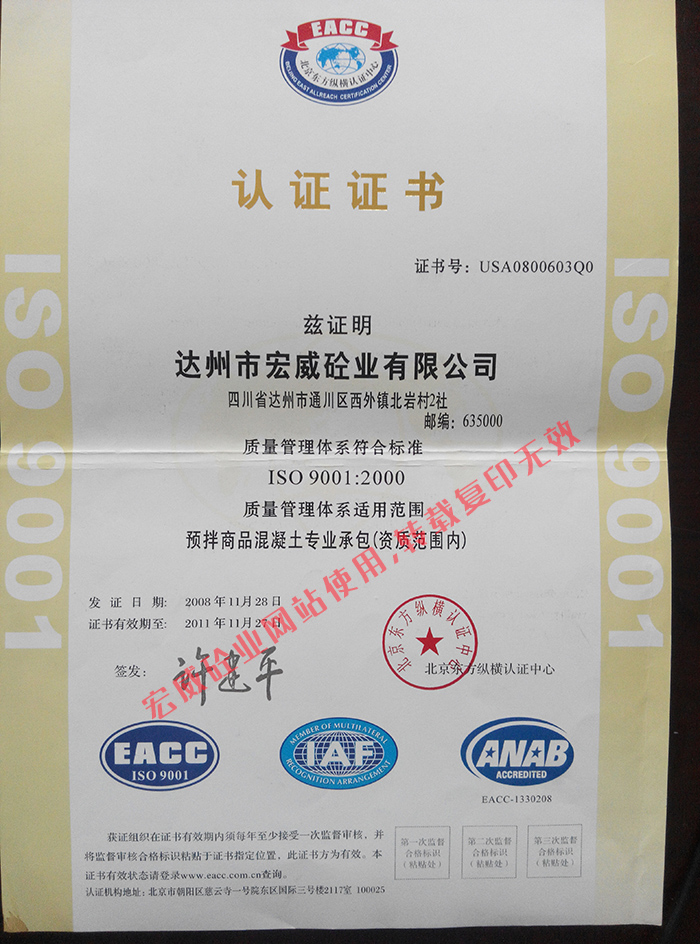 EACC
北京东方纵横认证中心
BEIJING EAST ALLREACH CERTIFICATION CENTER
认证证书
证书号：USA0800603Q0
兹证明
达州市宏威砼业有限公司
四川省达州市通川区西外镇北岩村2社
邮编：635000
质量管理体系符合标准
ISO 9001:2000
质量管理体系适用范围
预拌商品混凝土专业承包(资质范围内)
发证日期：2008年11月28日
证书有效期至：2011年11月27日
签发：许建平
北京东方纵横认证中心
北京东方纵横认证中心
宏威砼业网站使用,转载复印无效
ISO 9001
ISO 9001
EACC
ISO 9001
MEMBER OF MULTILATERAL
IAF
RECOGNITION ARRANGEMENT
ANAB
ACCREDITED
EACC-1330208
获证组织在证书有效期内须每年至少接受一次监督审核，并
将监督审核合格标识粘贴于证书指定位置，此证书方为有效。本
证书有效状态请登录www.eacc.com.cn查询。
认证机构地址：北京市朝阳区慈云寺一号院东区国际三号楼2117室 100025
第一次监督
合格标识
(粘贴处)
第二次监督
合格标识
(粘贴处)
第三次监督
合格标识
(粘贴处)